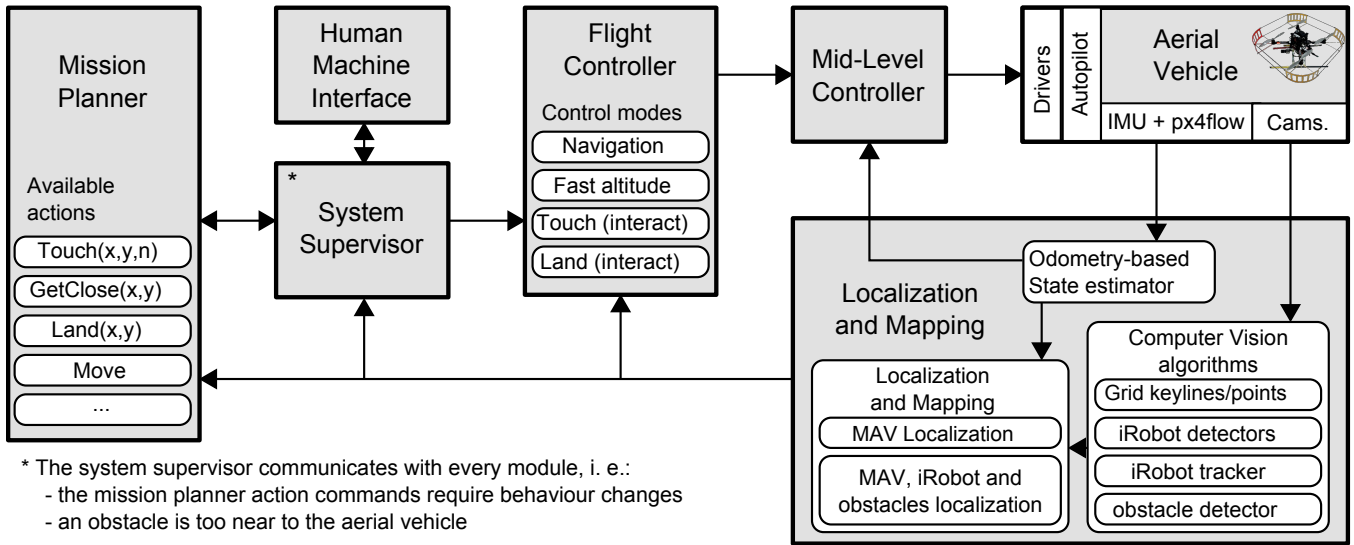 Mission
Planner
Available
actions
Touch(x,y,n)
GetClose(x,y)
Land(x,y)
Move
...
Human
Machine
Interface
*
System
Supervisor
Flight
Controller
Control modes
Navigation
Fast altitude
Touch (interact)
Land (interact)
Mid-Level
Controller
Drivers
Autopilot
Aerial
Vehicle
IMU + px4flow
Cams.
Localization
and Mapping
Odometry-based
State estimator
Localization
and Mapping
MAV Localization
MAV, iRobot and
obstacles localization
Computer Vision
algorithms
Grid keylines/points
iRobot detectors
iRobot tracker
obstacle detector
* The system supervisor communicates with every module, i. e.:
- the mission planner action commands require behaviour changes
- an obstacle is too near to the aerial vehicle